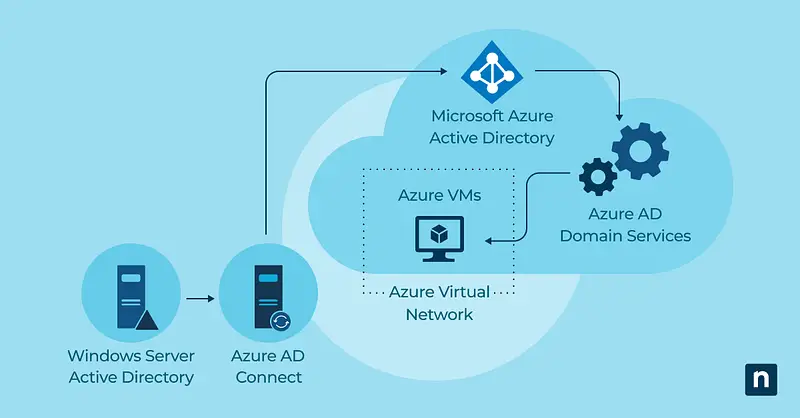 Microsoft Azure
Active Directory
Azure VMs
Azure AD
Domain Services
Azure Virtual
Network
Windows Server
Active Directory
Azure AD
Connect
n